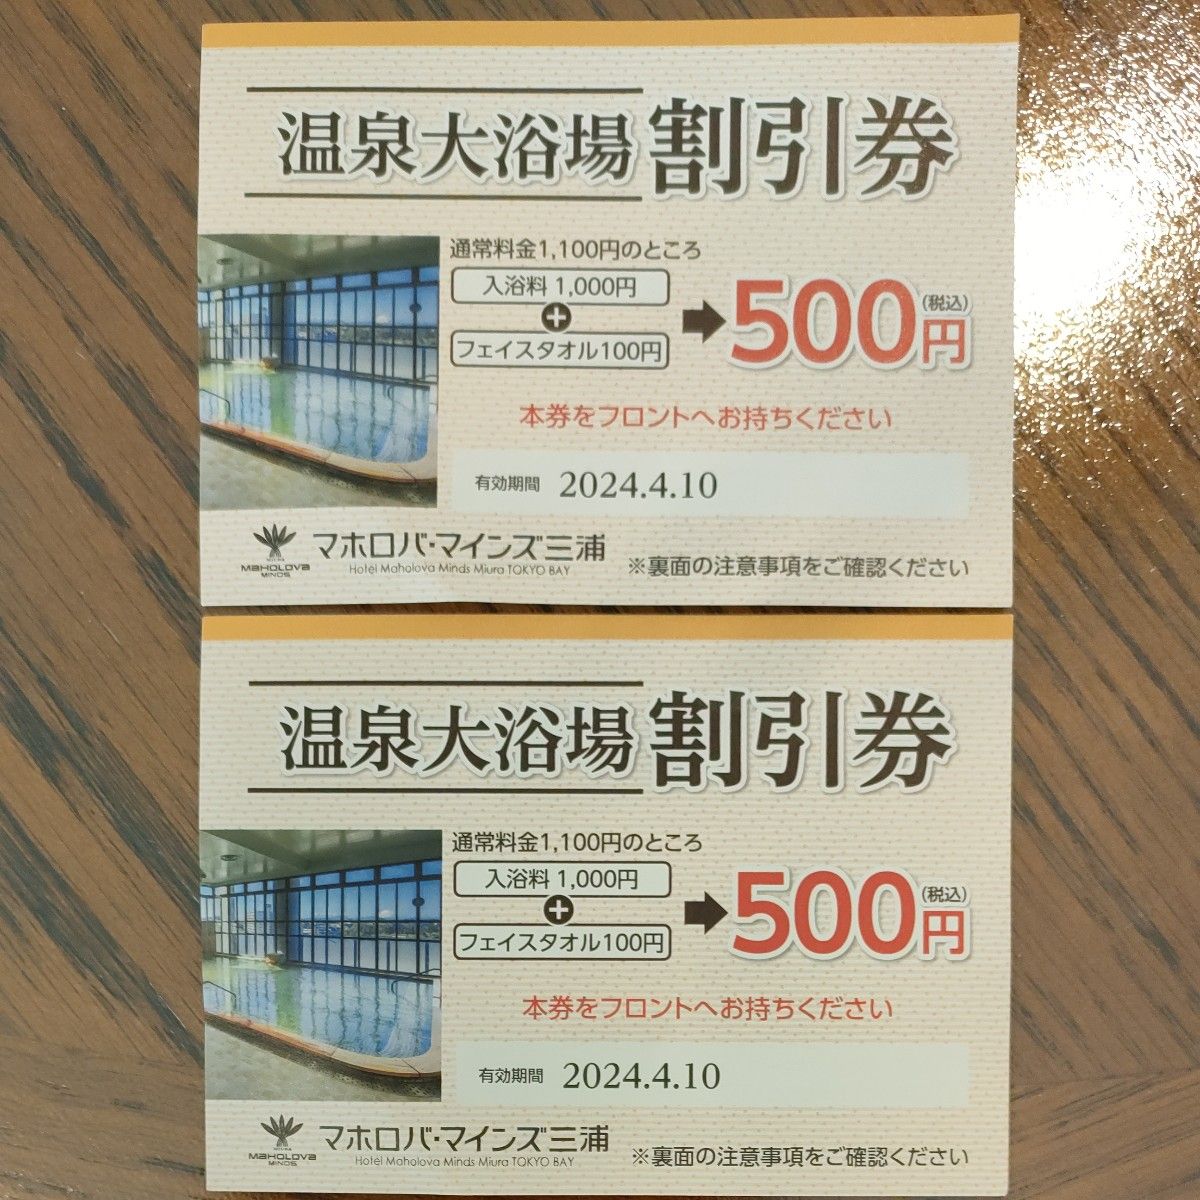 温泉大浴場 割引券
通常料金1,100円のところ
入浴料 1,000円
+
フェイスタオル100円
500円
(税込)
本券をフロントへお持ちください
有効期間 2024.4.10
MIURA
MAHOLOVA
MINDS
マホロバ・マインズ三浦
Hotel Maholova Minds Miura TOKYO BAY
※裏面の注意事項をご確認ください
温泉大浴場 割引券
通常料金1,100円のところ
入浴料 1,000円
+
フェイスタオル100円
500円
(税込)
本券をフロントへお持ちください
有効期間 2024.4.10
MIURA
MAHOLOVA
MINDS
マホロバ・マインズ三浦
Hotel Maholova Minds Miura TOKYO BAY
※裏面の注意事項をご確認ください